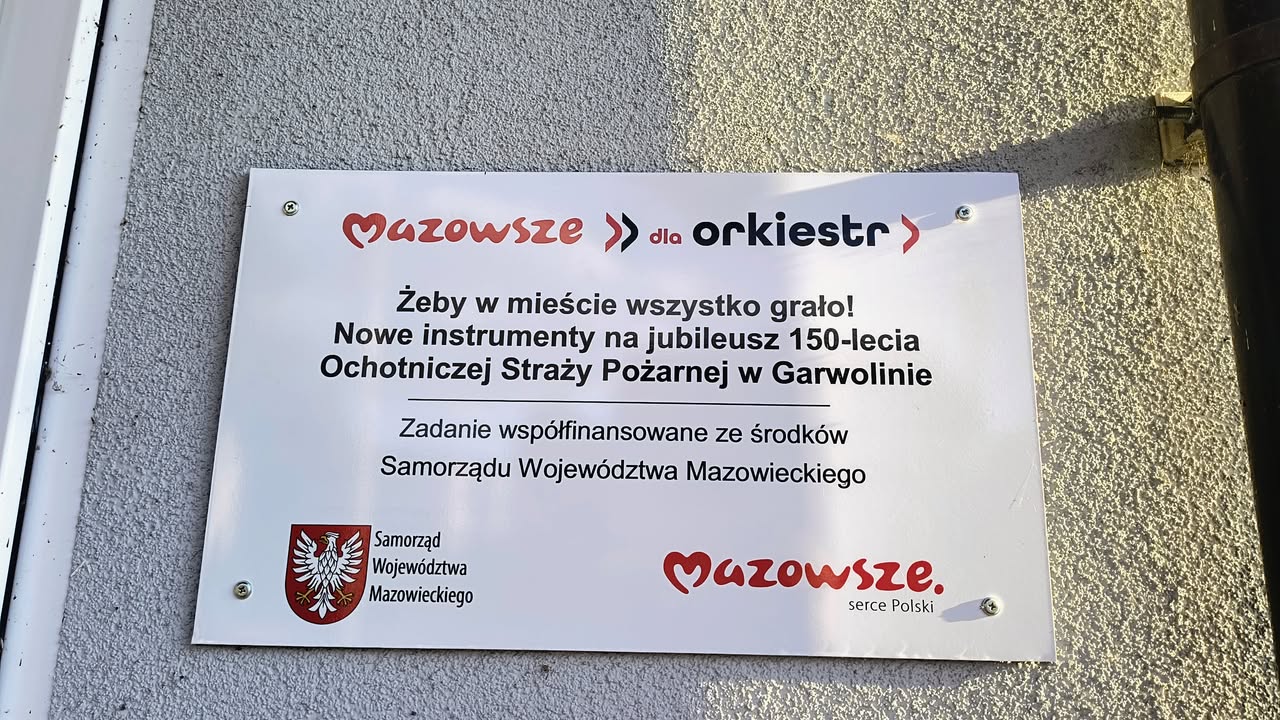 mazowsze dla orkiestr
Żeby w mieście wszystko grało!
Nowe instrumenty na jubileusz 150-lecia
Ochotniczej Straży Pożarnej w Garwolinie
Zadanie współfinansowane ze środków
Samorządu Województwa Mazowieckiego
Samorząd
Województwa
Mazowieckiego
mazowsze.
serce Polski